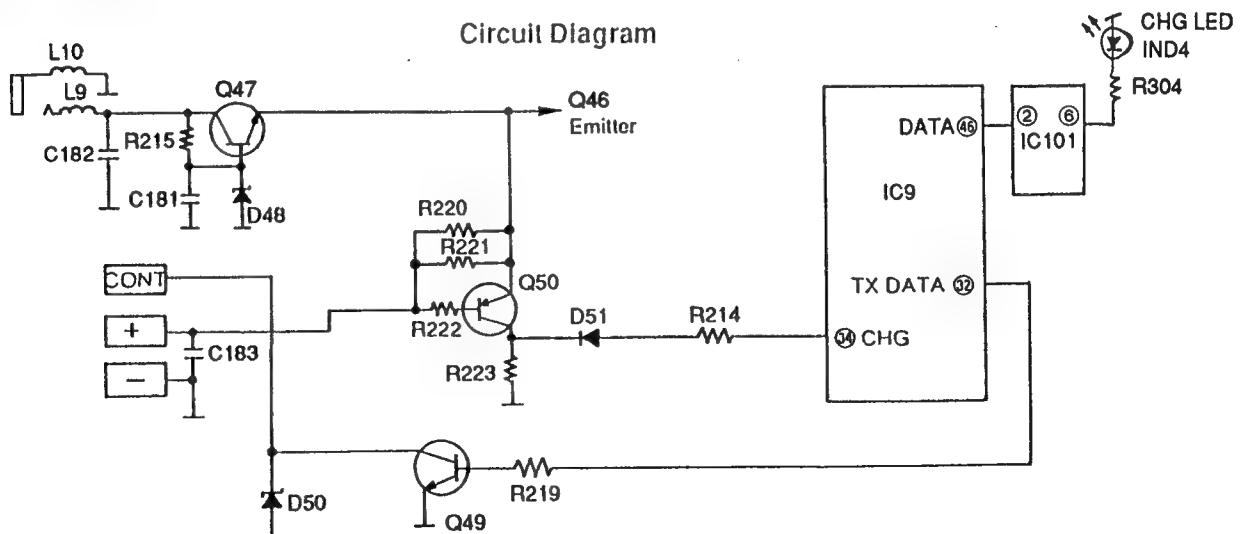 Circuit Diagram
CHG LED
IND4
R304
L10
L9
Q47
Q46
Emitter
C182
R215
C181
D48
DATA 46
2 6
IC101
IC9
R220
R221
Q50
TX DATA 32
CONT
+
R222
D51
R214
34 CHG
C183
−
R223
R219
D50
Q49